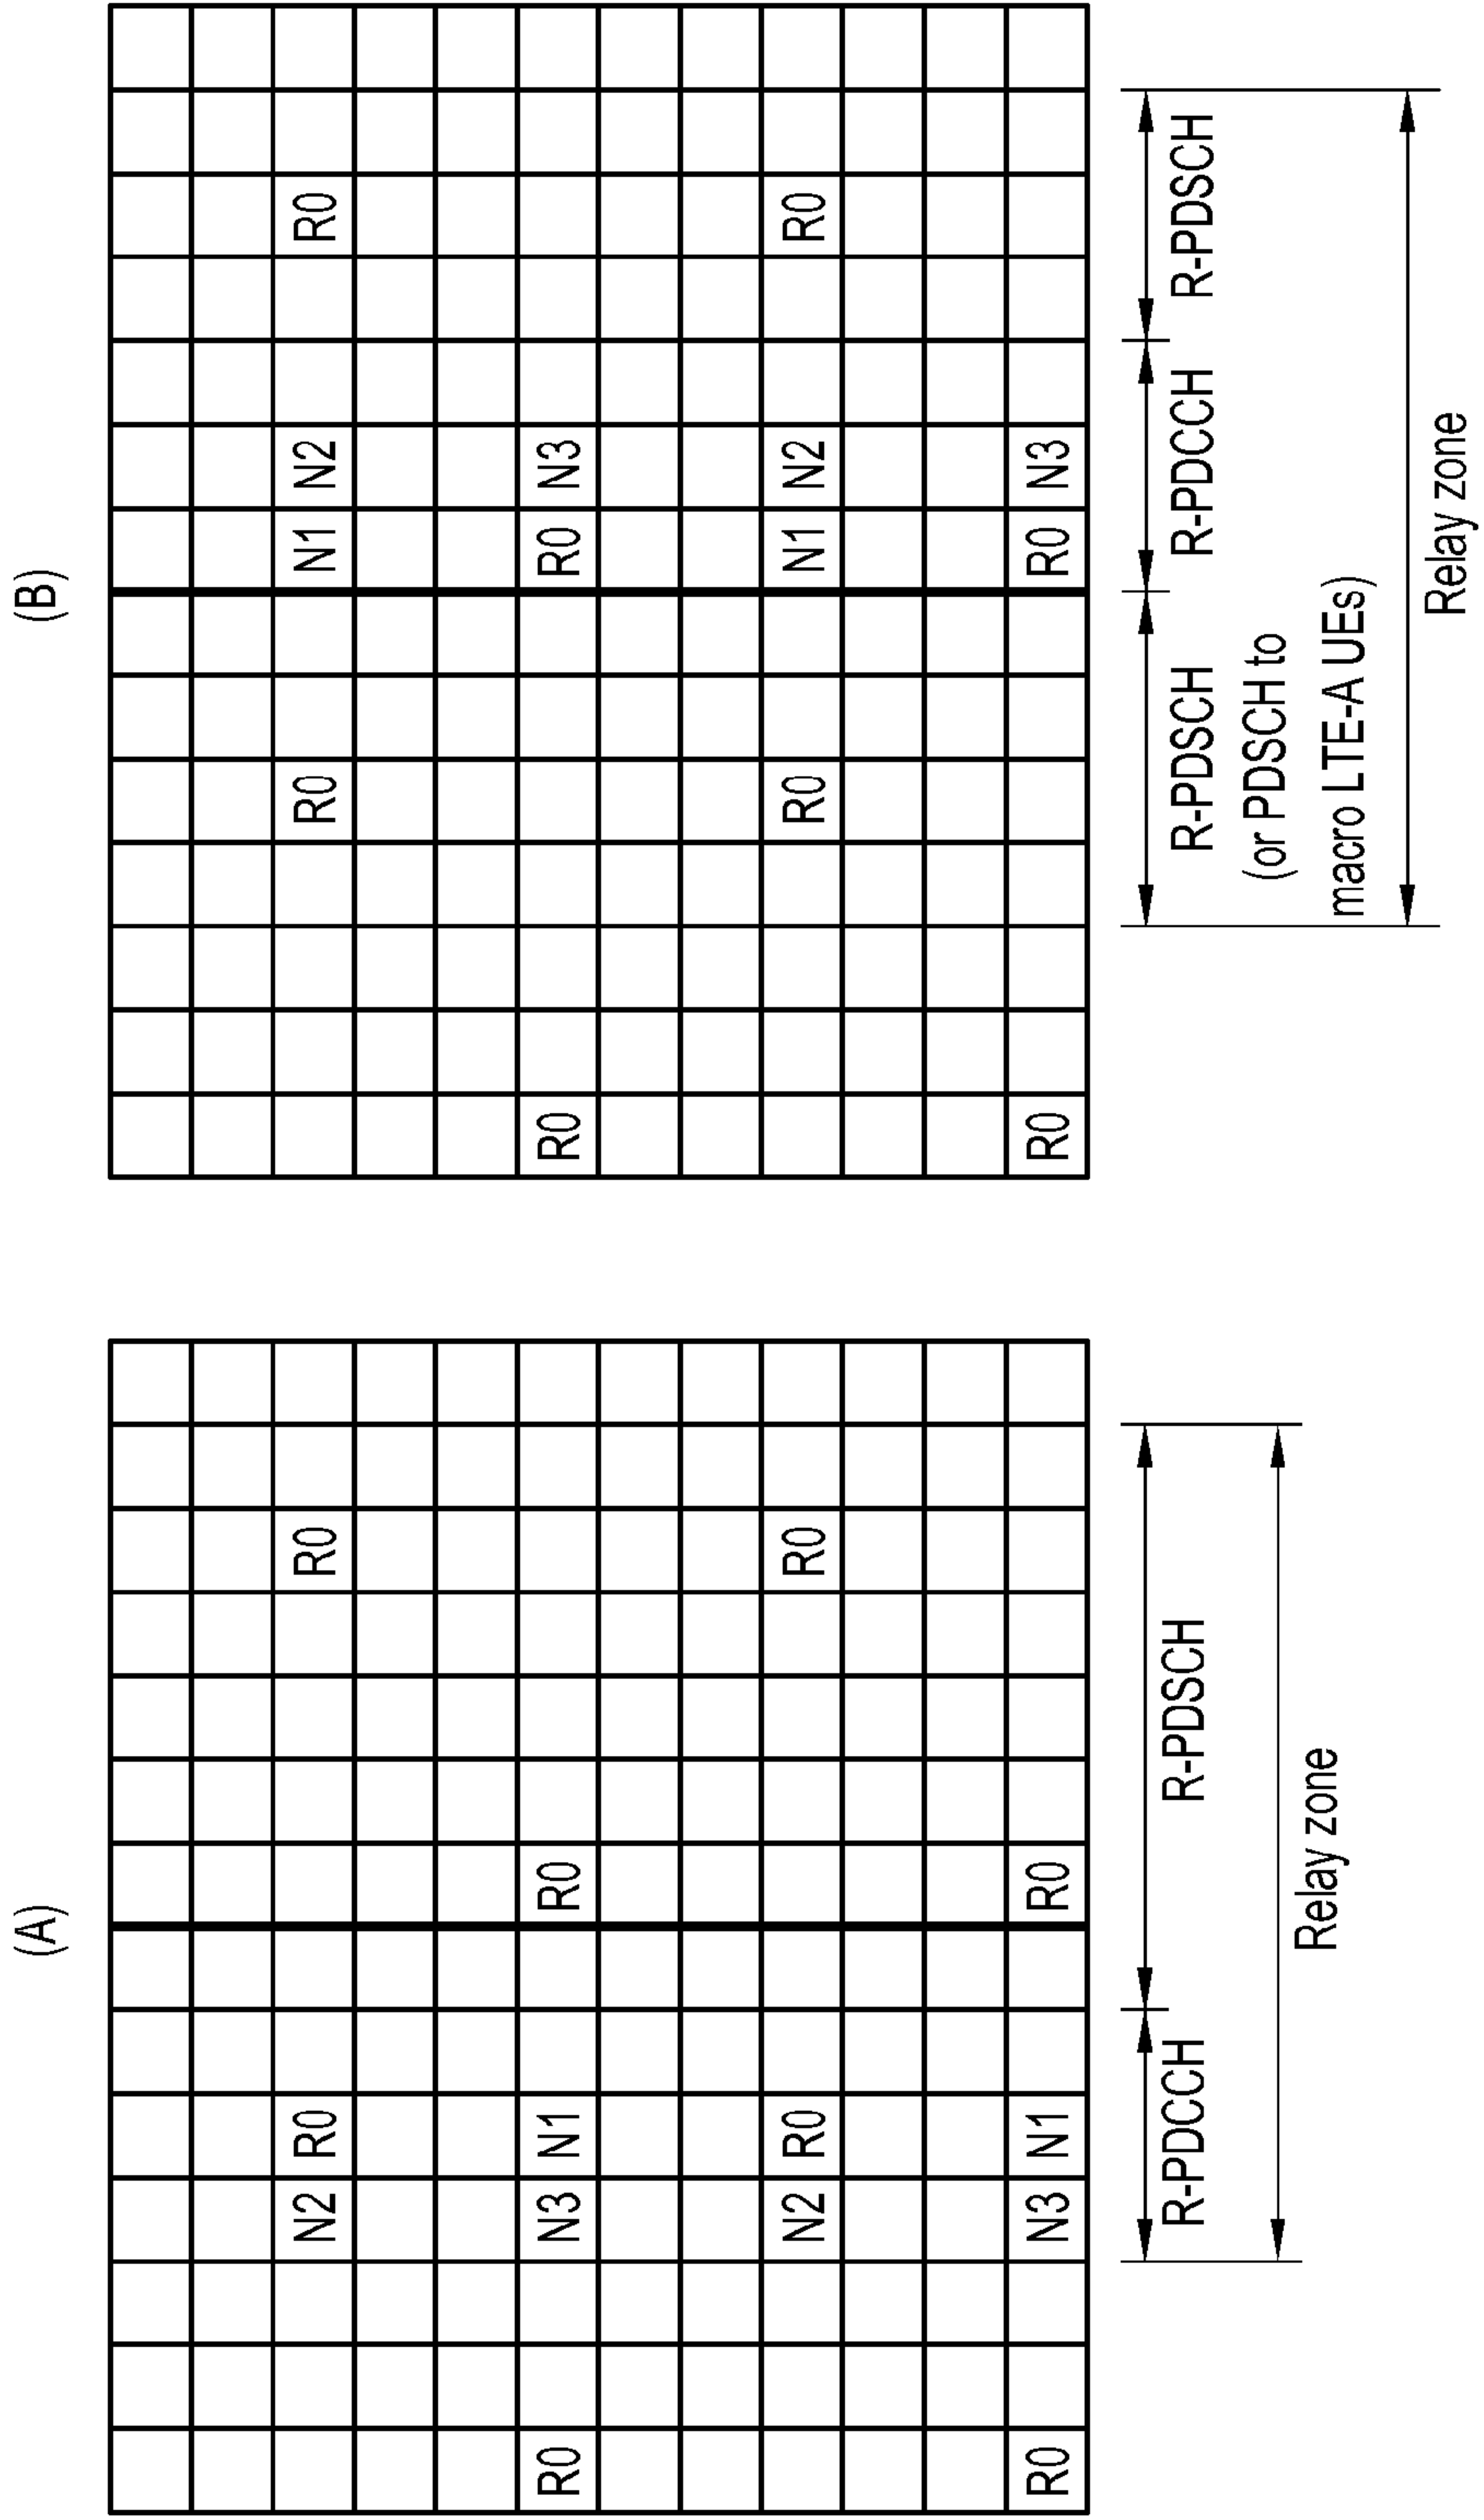 (A)
N2 R0 R0
R0 N3 N1 R0
N2 R0 R0
R0 N3 N1 R0
R-PDCCH
R-PDSCH
Relay zone
(B)
R0 N1 N2 R0
R0 R0 N3
R0 N1 N2 R0
R0 R0 N3
R-PDSCH
(or PDSCH to
macro LTE-A UEs)
R-PDCCH
R-PDSCH
Relay zone